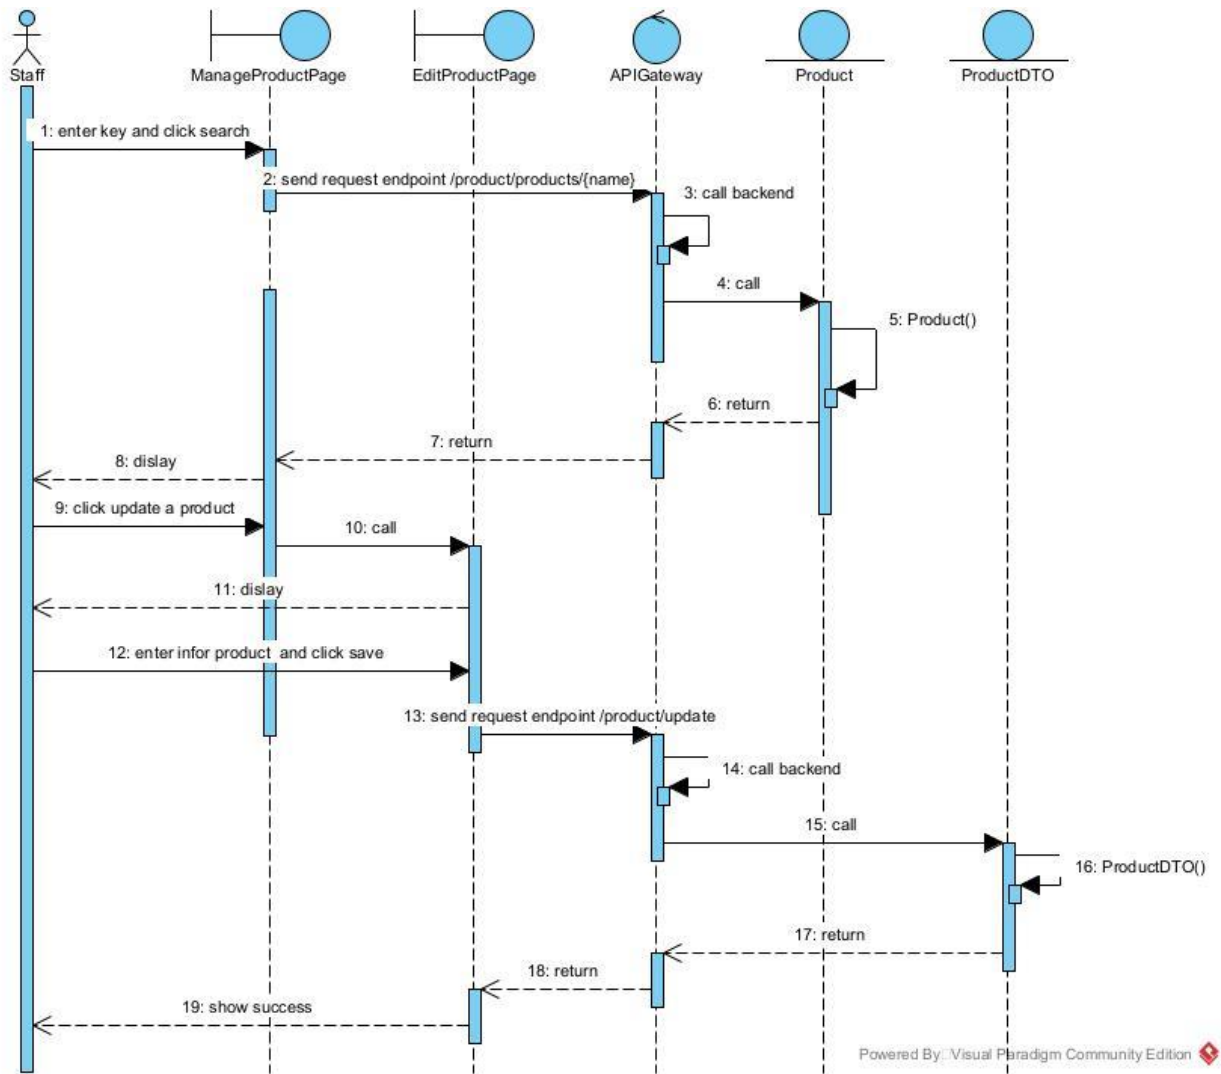 Staff
ManageProductPage
EditProductPage
APIGateway
Product
ProductDTO
1: enter key and click search
2: send request endpoint /product/products/{name}
3: call backend
4: call
5: Product()
6: return
7: return
8: dislay
9: click update a product
10: call
11: dislay
12: enter infor product and click save
13: send request endpoint /product/update
14: call backend
15: call
16: ProductDTO()
17: return
18: return
19: show success
Powered By Visual Paradigm Community Edition